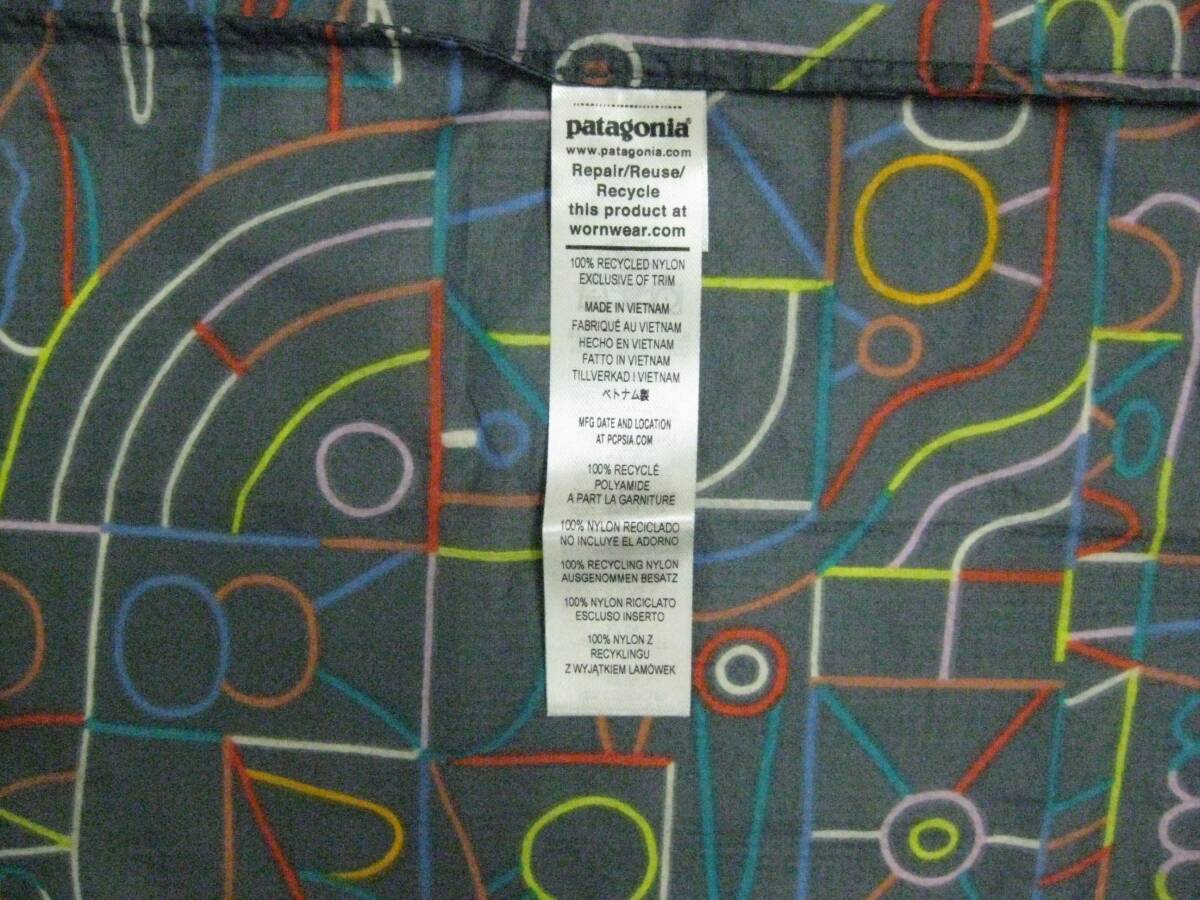 patagonia®
www.patagonia.com
Repair/Reuse/
Recycle
this product at
wornwear.com
100% RECYCLED NYLON
EXCLUSIVE OF TRIM
MADE IN VIETNAM
FABRIQUÉ AU VIETNAM
HECHO EN VIETNAM
FATTO IN VIETNAM
TILLVERKAD I VIETNAM
ベトナム製
MFG DATE AND LOCATION
AT PCPSIA.COM
100% RECYCLÉ
POLYAMIDE
A PART LA GARNITURE
100% NYLON RECICLADO
NO INCLUYE EL ADORNO
100% RECYCLING NYLON
AUSGENOMMEN BESATZ
100% NYLON RICICLATO
ESCLUSO INSERTO
100% NYLON Z
RECYKLINGU
Z WYJĄTKIEM LAMÓWEK